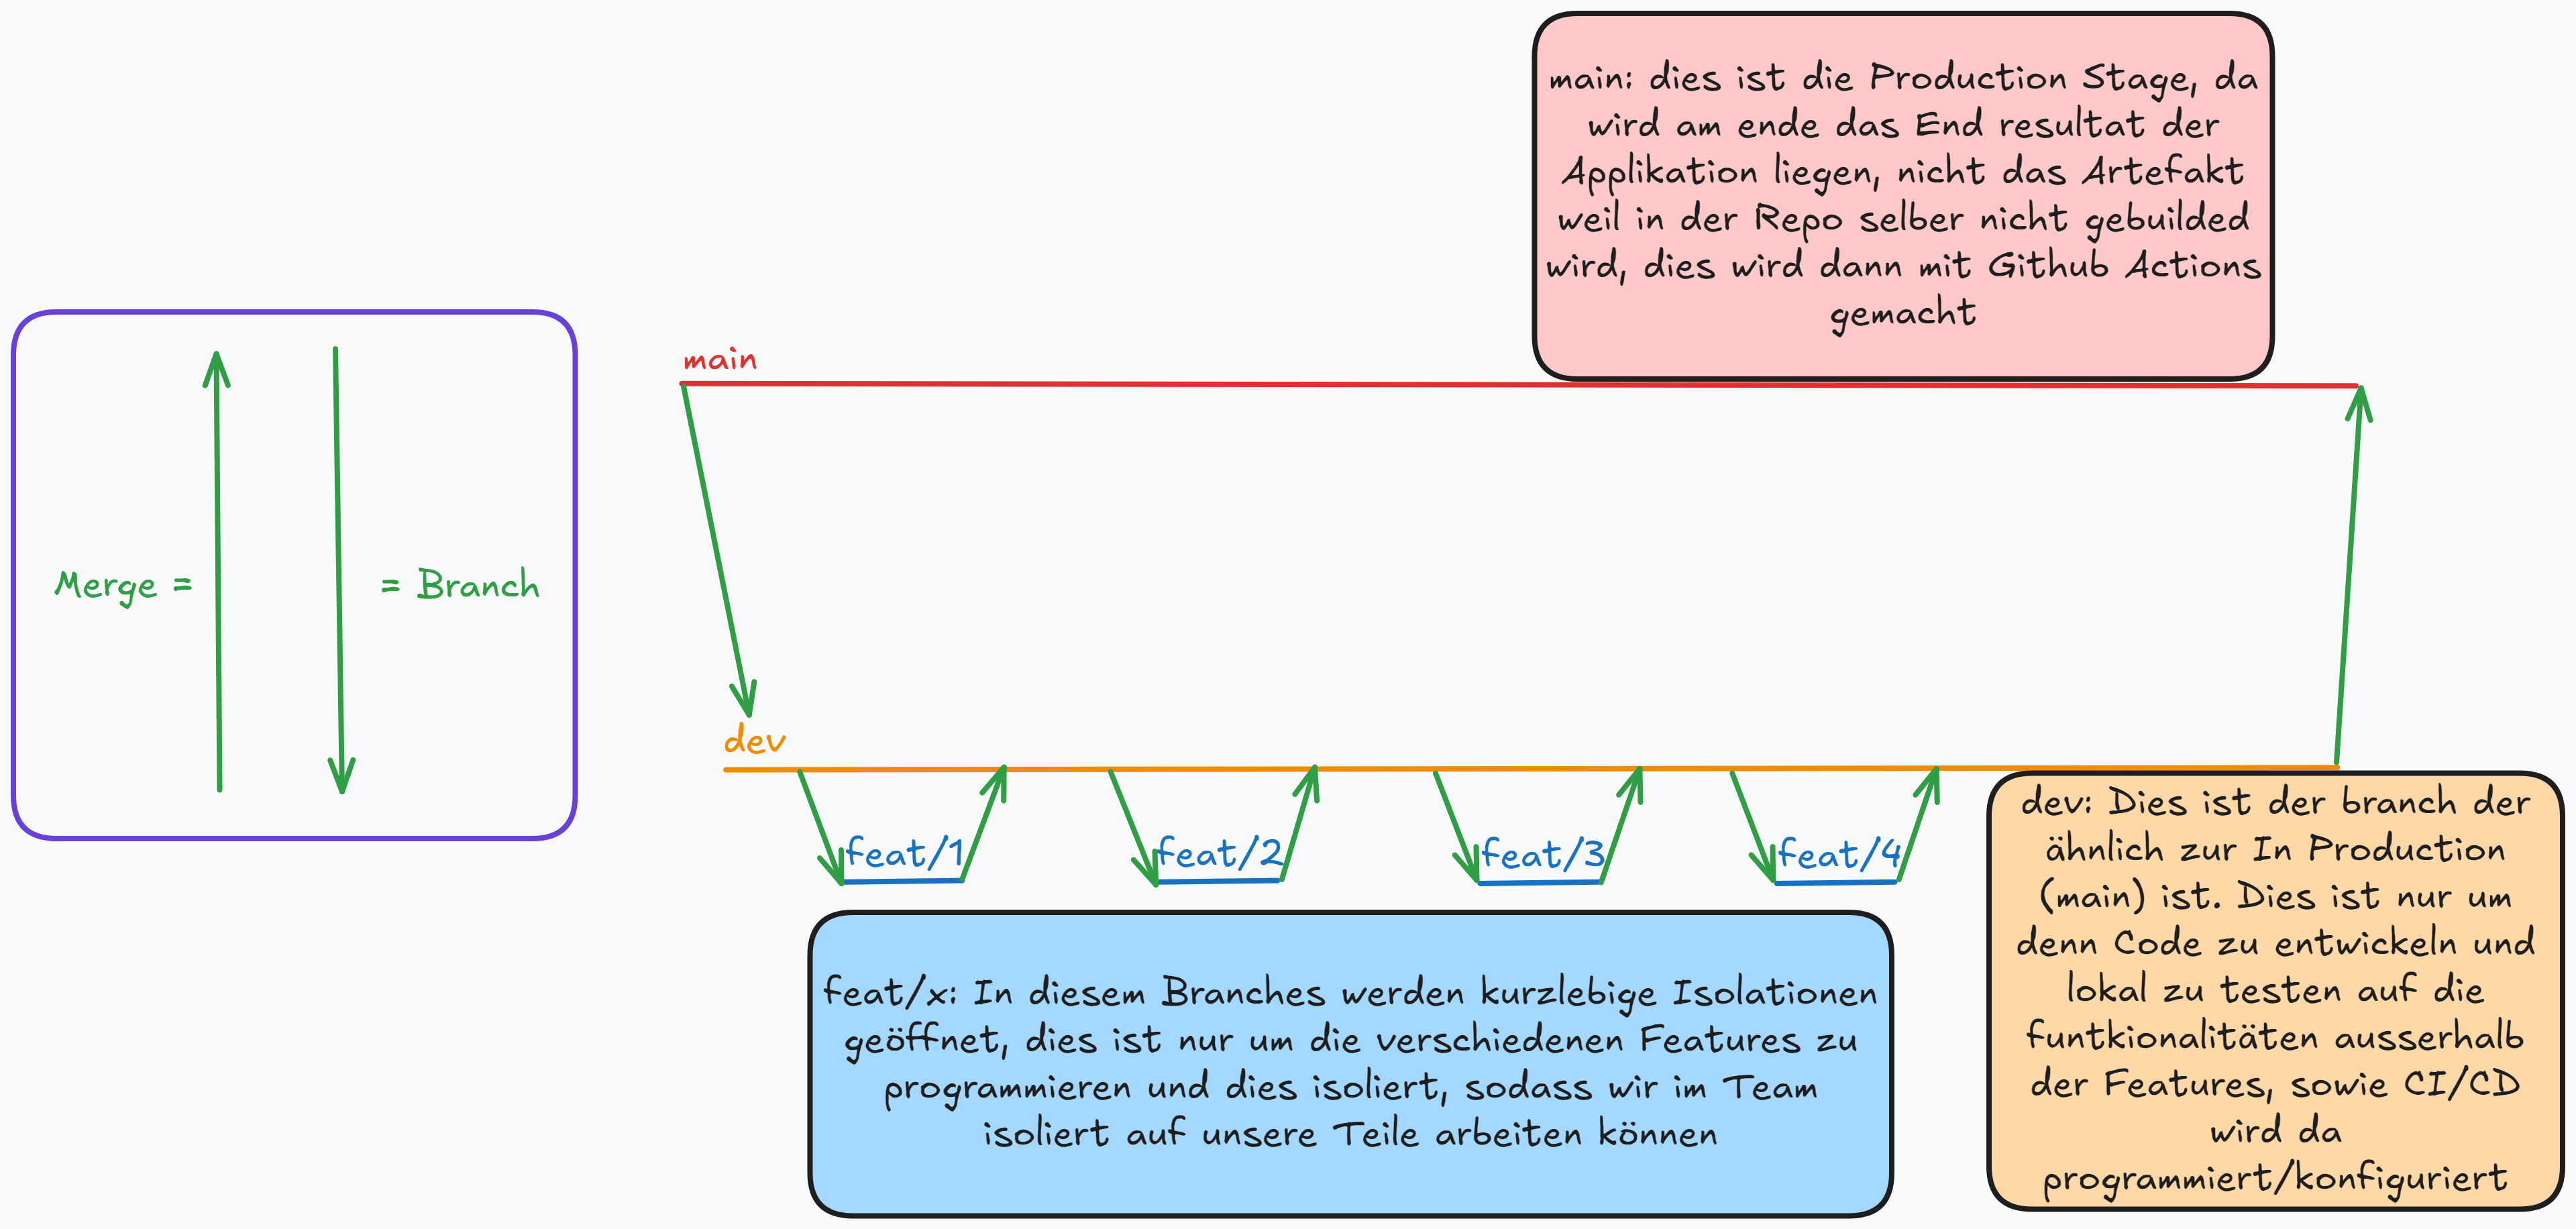 main: dies ist die Production Stage, da
wird am ende das End resultat der
Applikation liegen, nicht das Artefakt
weil in der Repo selber nicht gebuilded
wird, dies wird dann mit Github Actions
gemacht
main
Merge =
= Branch
dev
feat/1
feat/2
feat/3
feat/4
dev: Dies ist der branch der
ähnlich zur In Production
(main) ist. Dies ist nur um
denn Code zu entwickeln und
lokal zu testen auf die
funtkionalitäten ausserhalb
der Features, sowie CI/CD
wird da
programmiert/konfiguriert
feat/x: In diesem Branches werden kurzlebige Isolationen
geöffnet, dies ist nur um die verschiedenen Features zu
programmieren und dies isoliert, sodass wir im Team
isoliert auf unsere Teile arbeiten können